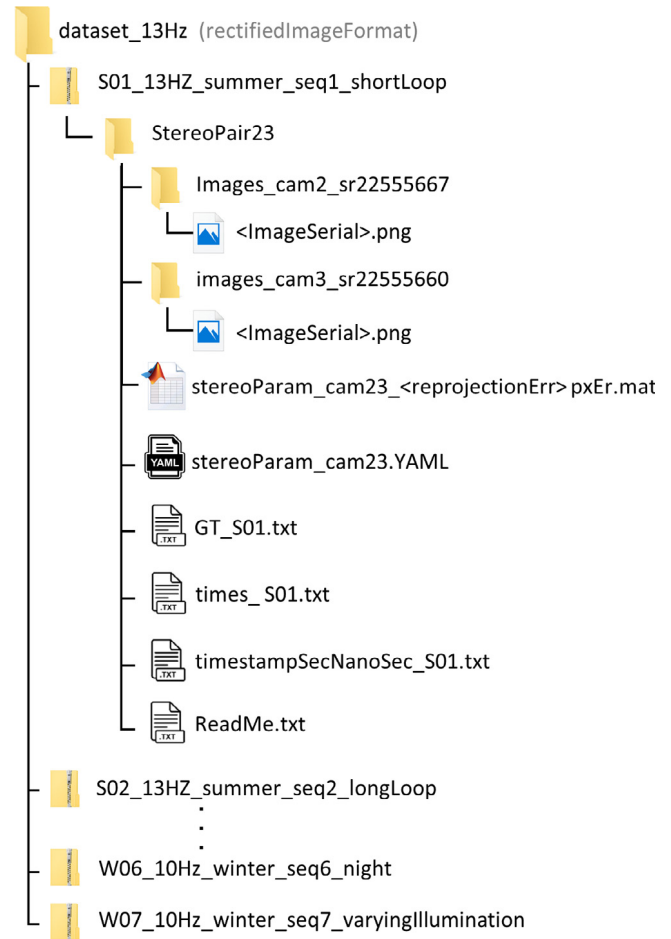 dataset_13Hz (rectifiedImageFormat)
S01_13HZ_summer_seq1_shortLoop
StereoPair23
Images_cam2_sr22555667
<ImageSerial>.png
images_cam3_sr22555660
<ImageSerial>.png
stereoParam_cam23_<reprojectionErr>pxEr.mat
YAML
stereoParam_cam23.YAML
.TXT
GT_S01.txt
.TXT
times_ S01.txt
.TXT
timestampSecNanoSec_S01.txt
.TXT
ReadMe.txt
S02_13HZ_summer_seq2_longLoop
W06_10Hz_winter_seq6_night
W07_10Hz_winter_seq7_varyingIllumination